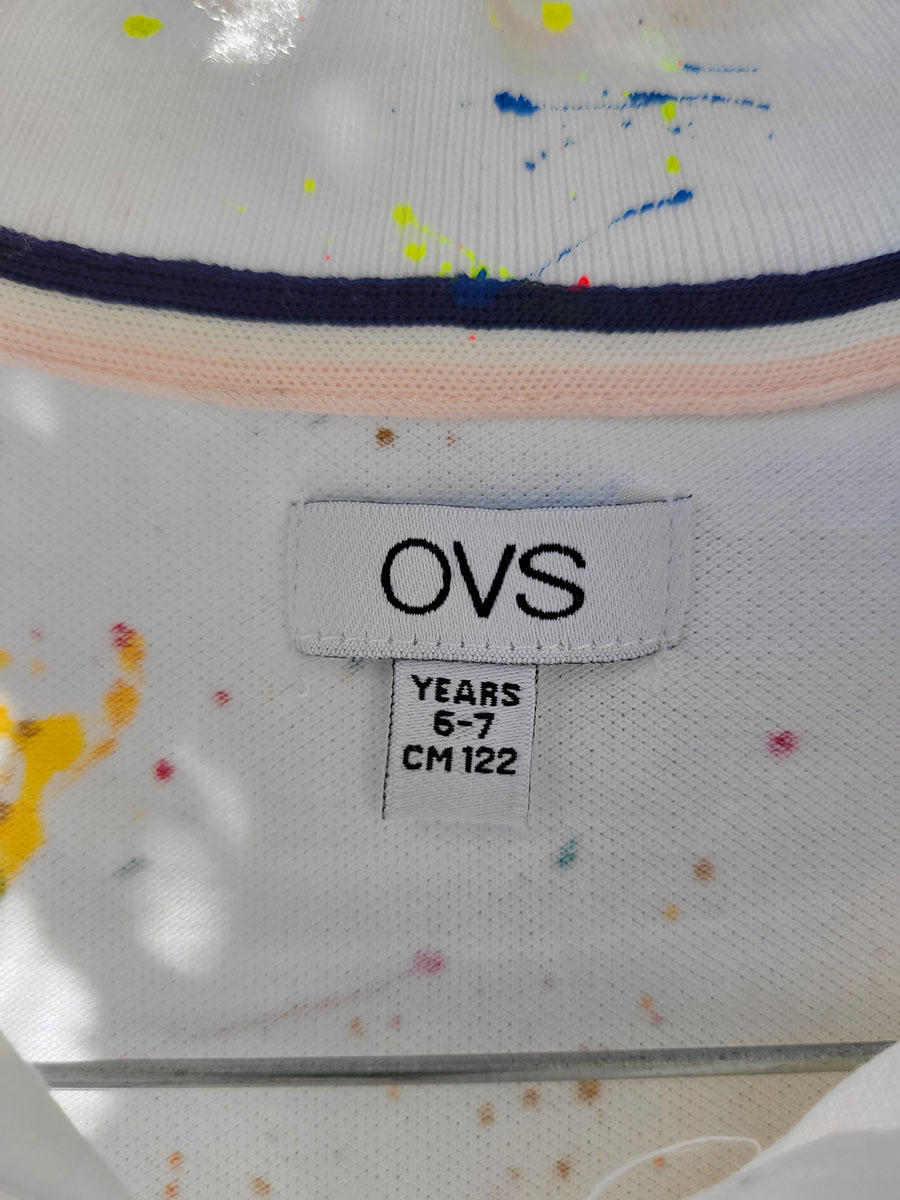 OVS
YEARS
6-7
CM 122